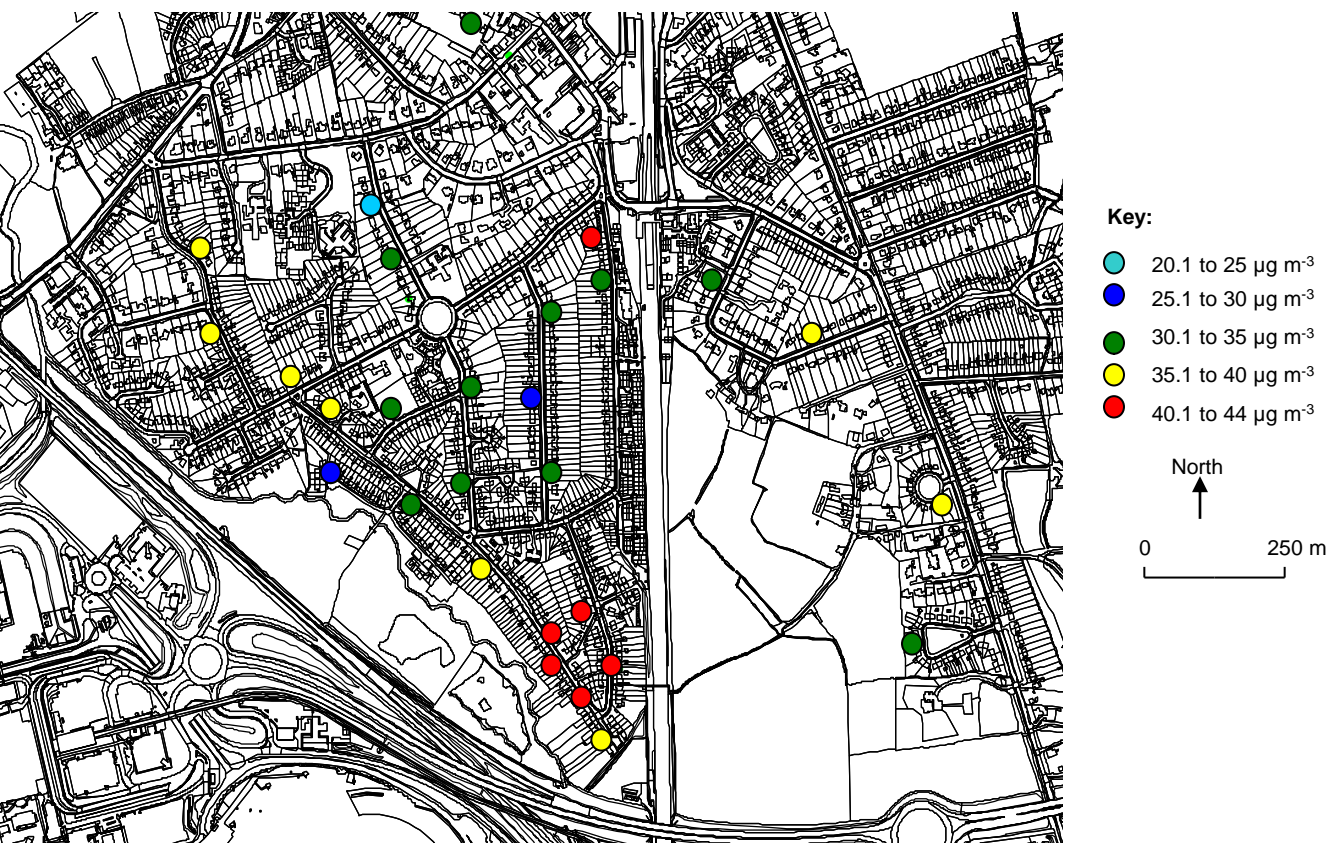 Key:
20.1 to 25 µg m-3
25.1 to 30 µg m-3
30.1 to 35 µg m-3
35.1 to 40 µg m-3
40.1 to 44 µg m-3
North
0 250 m